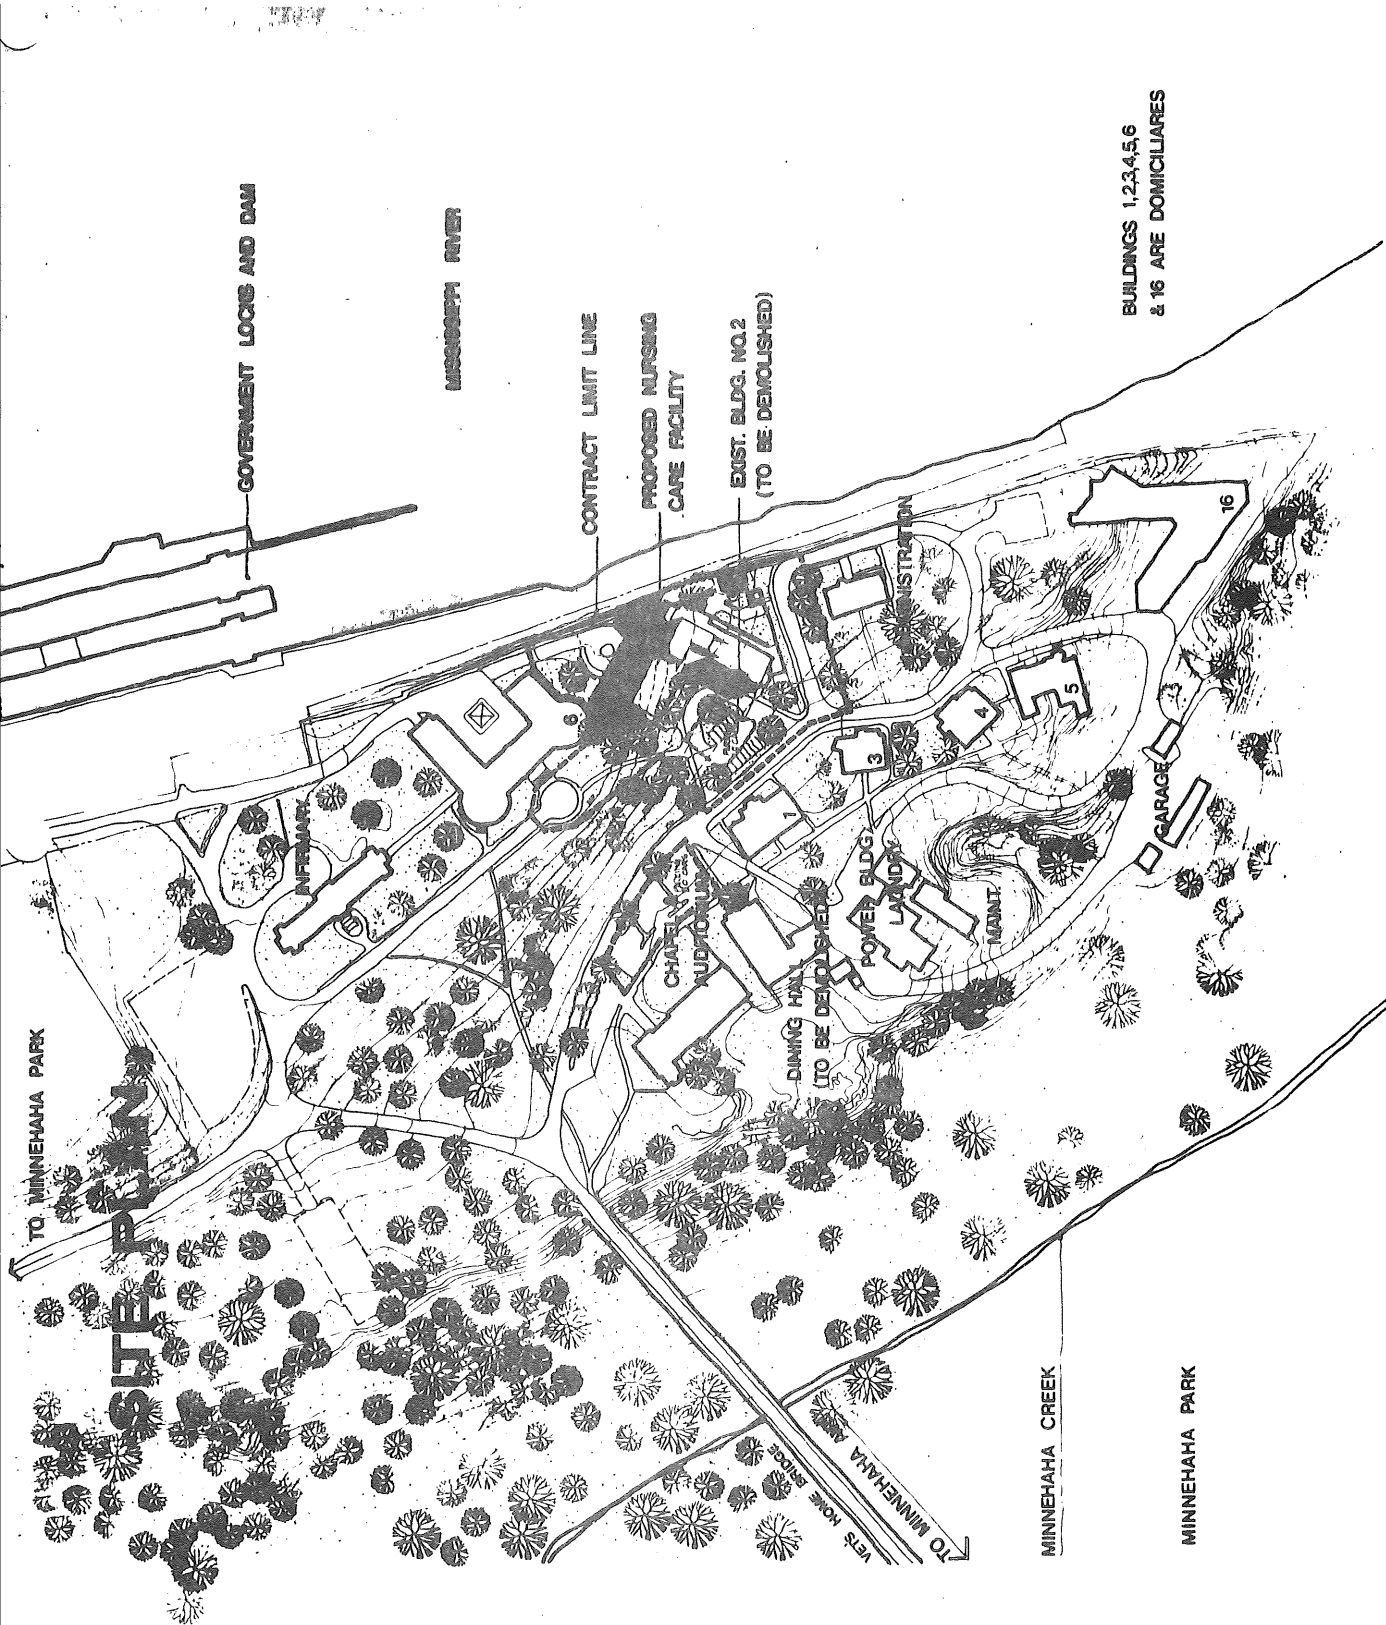 SITE PLAN
TO MINNEHAHA PARK
GOVERNMENT LOCKS AND DAM
MISSISSIPPI RIVER
CONTRACT LIMIT LINE
PROPOSED NURSING
CARE FACILITY
EXIST. BLDG. NO. 2
(TO BE DEMOLISHED)
BUILDINGS 1,2,3,4,5,6
& 16 ARE DOMICILIARES
INFIRMARY
6
CHAPEL
AUDITORIUM
1
3
4
5
16
DINING HALL
(TO BE DEMOLISHED)
POWER BLDG.
LAUNDRY
MAINT.
GARAGE
VET'S HOME BRIDGE
TO MINNEHAHA
MINNEHAHA CREEK
MINNEHAHA PARK